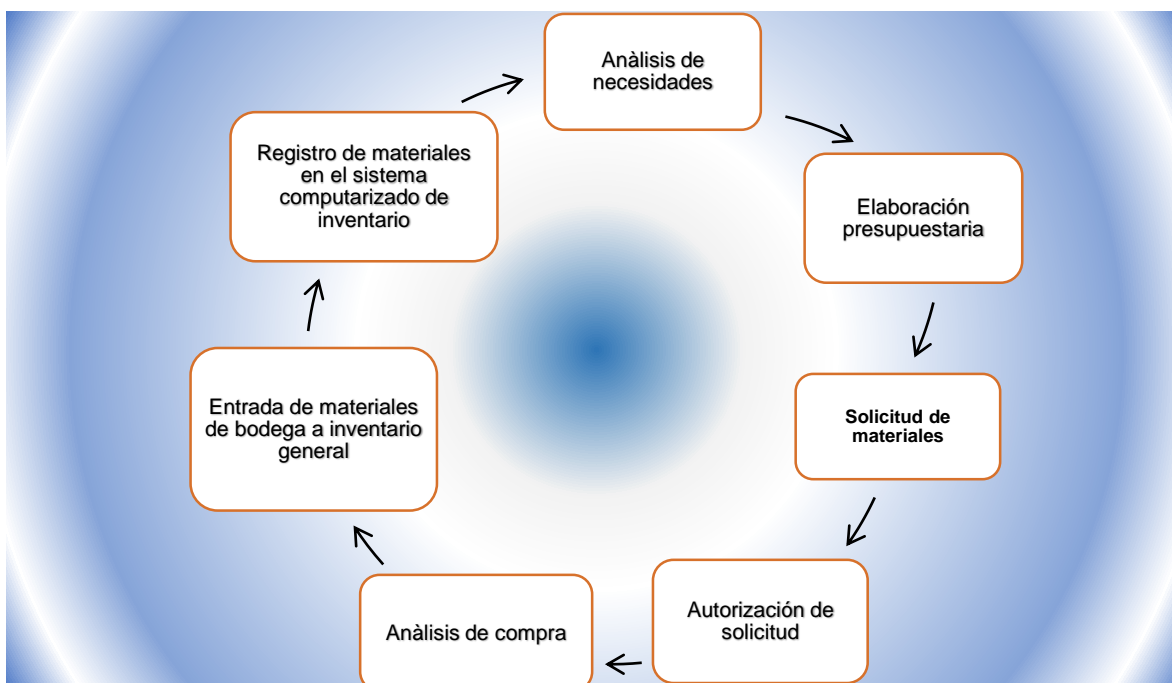 Anàlisis de
necesidades
Elaboración
presupuestaria
Solicitud de
materiales
Autorización de
solicitud
Anàlisis de compra
Entrada de materiales
de bodega a inventario
general
Registro de materiales
en el sistema
computarizado de
inventario